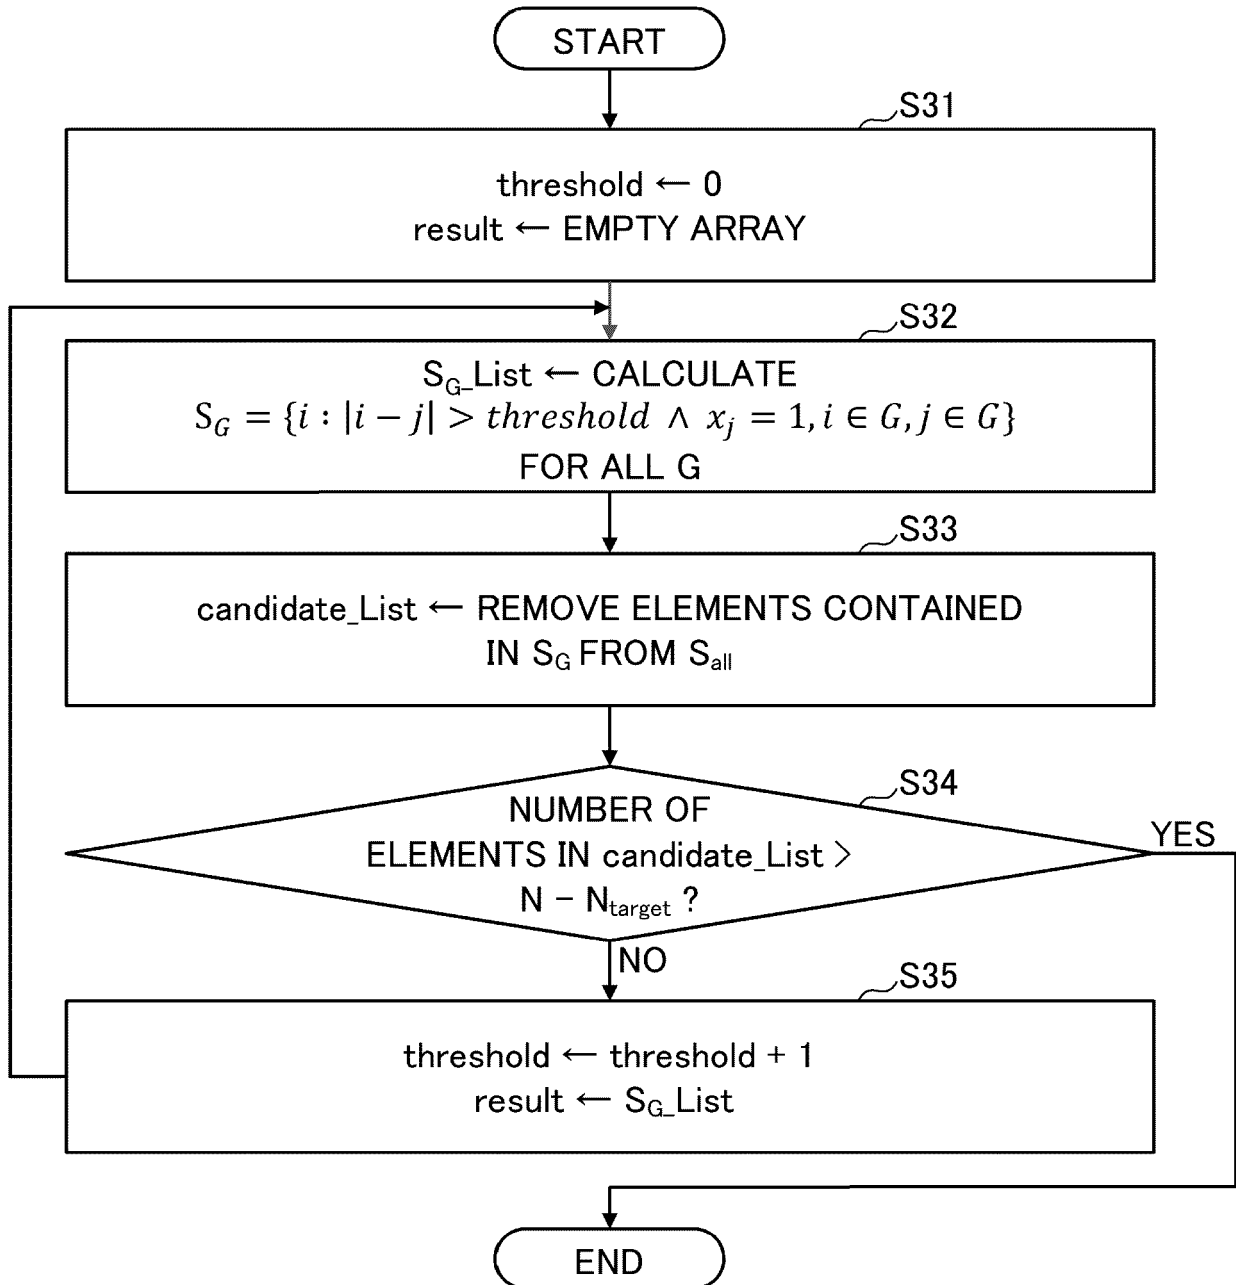 START
S31
threshold ← 0
result ← EMPTY ARRAY
S32
S_G_List ← CALCULATE
S_G = {i : |i − j| > threshold ∧ x_j = 1, i ∈ G, j ∈ G}
FOR ALL G
S33
candidate_List ← REMOVE ELEMENTS CONTAINED
IN S_G FROM S_all
S34
NUMBER OF
ELEMENTS IN candidate_List >
N − N_target ?
YES
NO
S35
threshold ← threshold + 1
result ← S_G_List
END